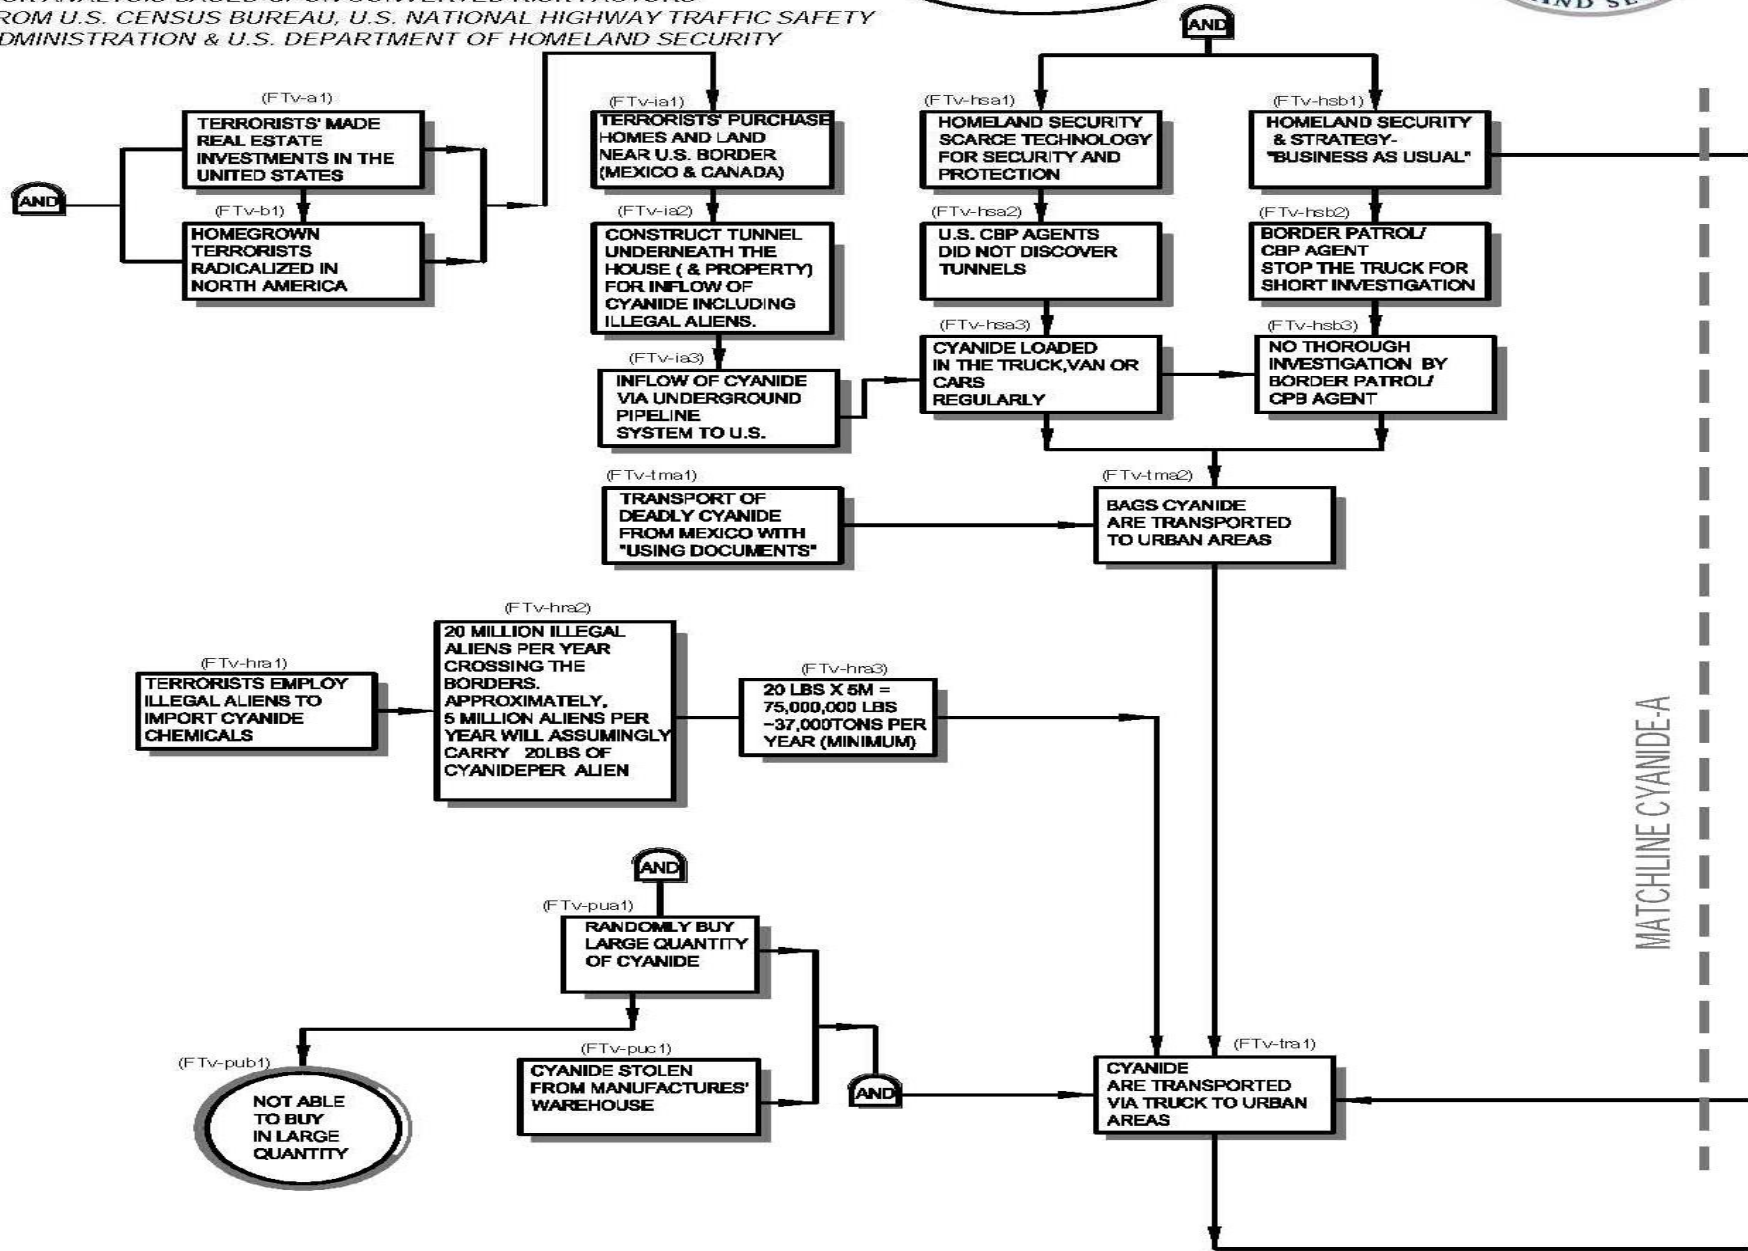 FROM U.S. CENSUS BUREAU, U.S. NATIONAL HIGHWAY TRAFFIC SAFETY
DMINISTRATION & U.S. DEPARTMENT OF HOMELAND SECURITY
AND
(FTv-a1)
TERRORISTS' MADE
REAL ESTATE
INVESTMENTS IN THE
UNITED STATES
AND
(FTv-b1)
HOMEGROWN
TERRORISTS
RADICALIZED IN
NORTH AMERICA
(FTv-ia1)
TERRORISTS' PURCHASE
HOMES AND LAND
NEAR U.S. BORDER
(MEXICO & CANADA)
(FTv-ia2)
CONSTRUCT TUNNEL
UNDERNEATH THE
HOUSE ( & PROPERTY)
FOR INFLOW OF
CYANIDE INCLUDING
ILLEGAL ALIENS.
(FTv-ia3)
INFLOW OF CYANIDE
VIA UNDERGROUND
PIPELINE
SYSTEM TO U.S.
(FTv-hsa1)
HOMELAND SECURITY
SCARCE TECHNOLOGY
FOR SECURITY AND
PROTECTION
(FTv-hsa2)
U.S. CBP AGENTS
DID NOT DISCOVER
TUNNELS
(FTv-hsa3)
CYANIDE LOADED
IN THE TRUCK,VAN OR
CARS
REGULARLY
(FTv-hsb1)
HOMELAND SECURITY
& STRATEGY-
"BUSINESS AS USUAL"
(FTv-hsb2)
BORDER PATROL/
CBP AGENT
STOP THE TRUCK FOR
SHORT INVESTIGATION
(FTv-hsb3)
NO THOROUGH
INVESTIGATION BY
BORDER PATROL/
CPB AGENT
(FTv-tma1)
TRANSPORT OF
DEADLY CYANIDE
FROM MEXICO WITH
"USING DOCUMENTS"
(FTv-tma2)
BAGS CYANIDE
ARE TRANSPORTED
TO URBAN AREAS
(FTv-hra1)
TERRORISTS EMPLOY
ILLEGAL ALIENS TO
IMPORT CYANIDE
CHEMICALS
(FTv-hra2)
20 MILLION ILLEGAL
ALIENS PER YEAR
CROSSING THE
BORDERS.
APPROXIMATELY,
5 MILLION ALIENS PER
YEAR WILL ASSUMINGLY
CARRY 20LBS OF
CYANIDEPER ALIEN
(FTv-hra3)
20 LBS X 5M =
75,000,000 LBS
~37,000TONS PER
YEAR (MINIMUM)
AND
(FTv-pua1)
RANDOMLY BUY
LARGE QUANTITY
OF CYANIDE
(FTv-pub1)
NOT ABLE
TO BUY
IN LARGE
QUANTITY
(FTv-puc1)
CYANIDE STOLEN
FROM MANUFACTURES'
WAREHOUSE
AND
(FTv-tra1)
CYANIDE
ARE TRANSPORTED
VIA TRUCK TO URBAN
AREAS
MATCHLINE CYANIDE-A